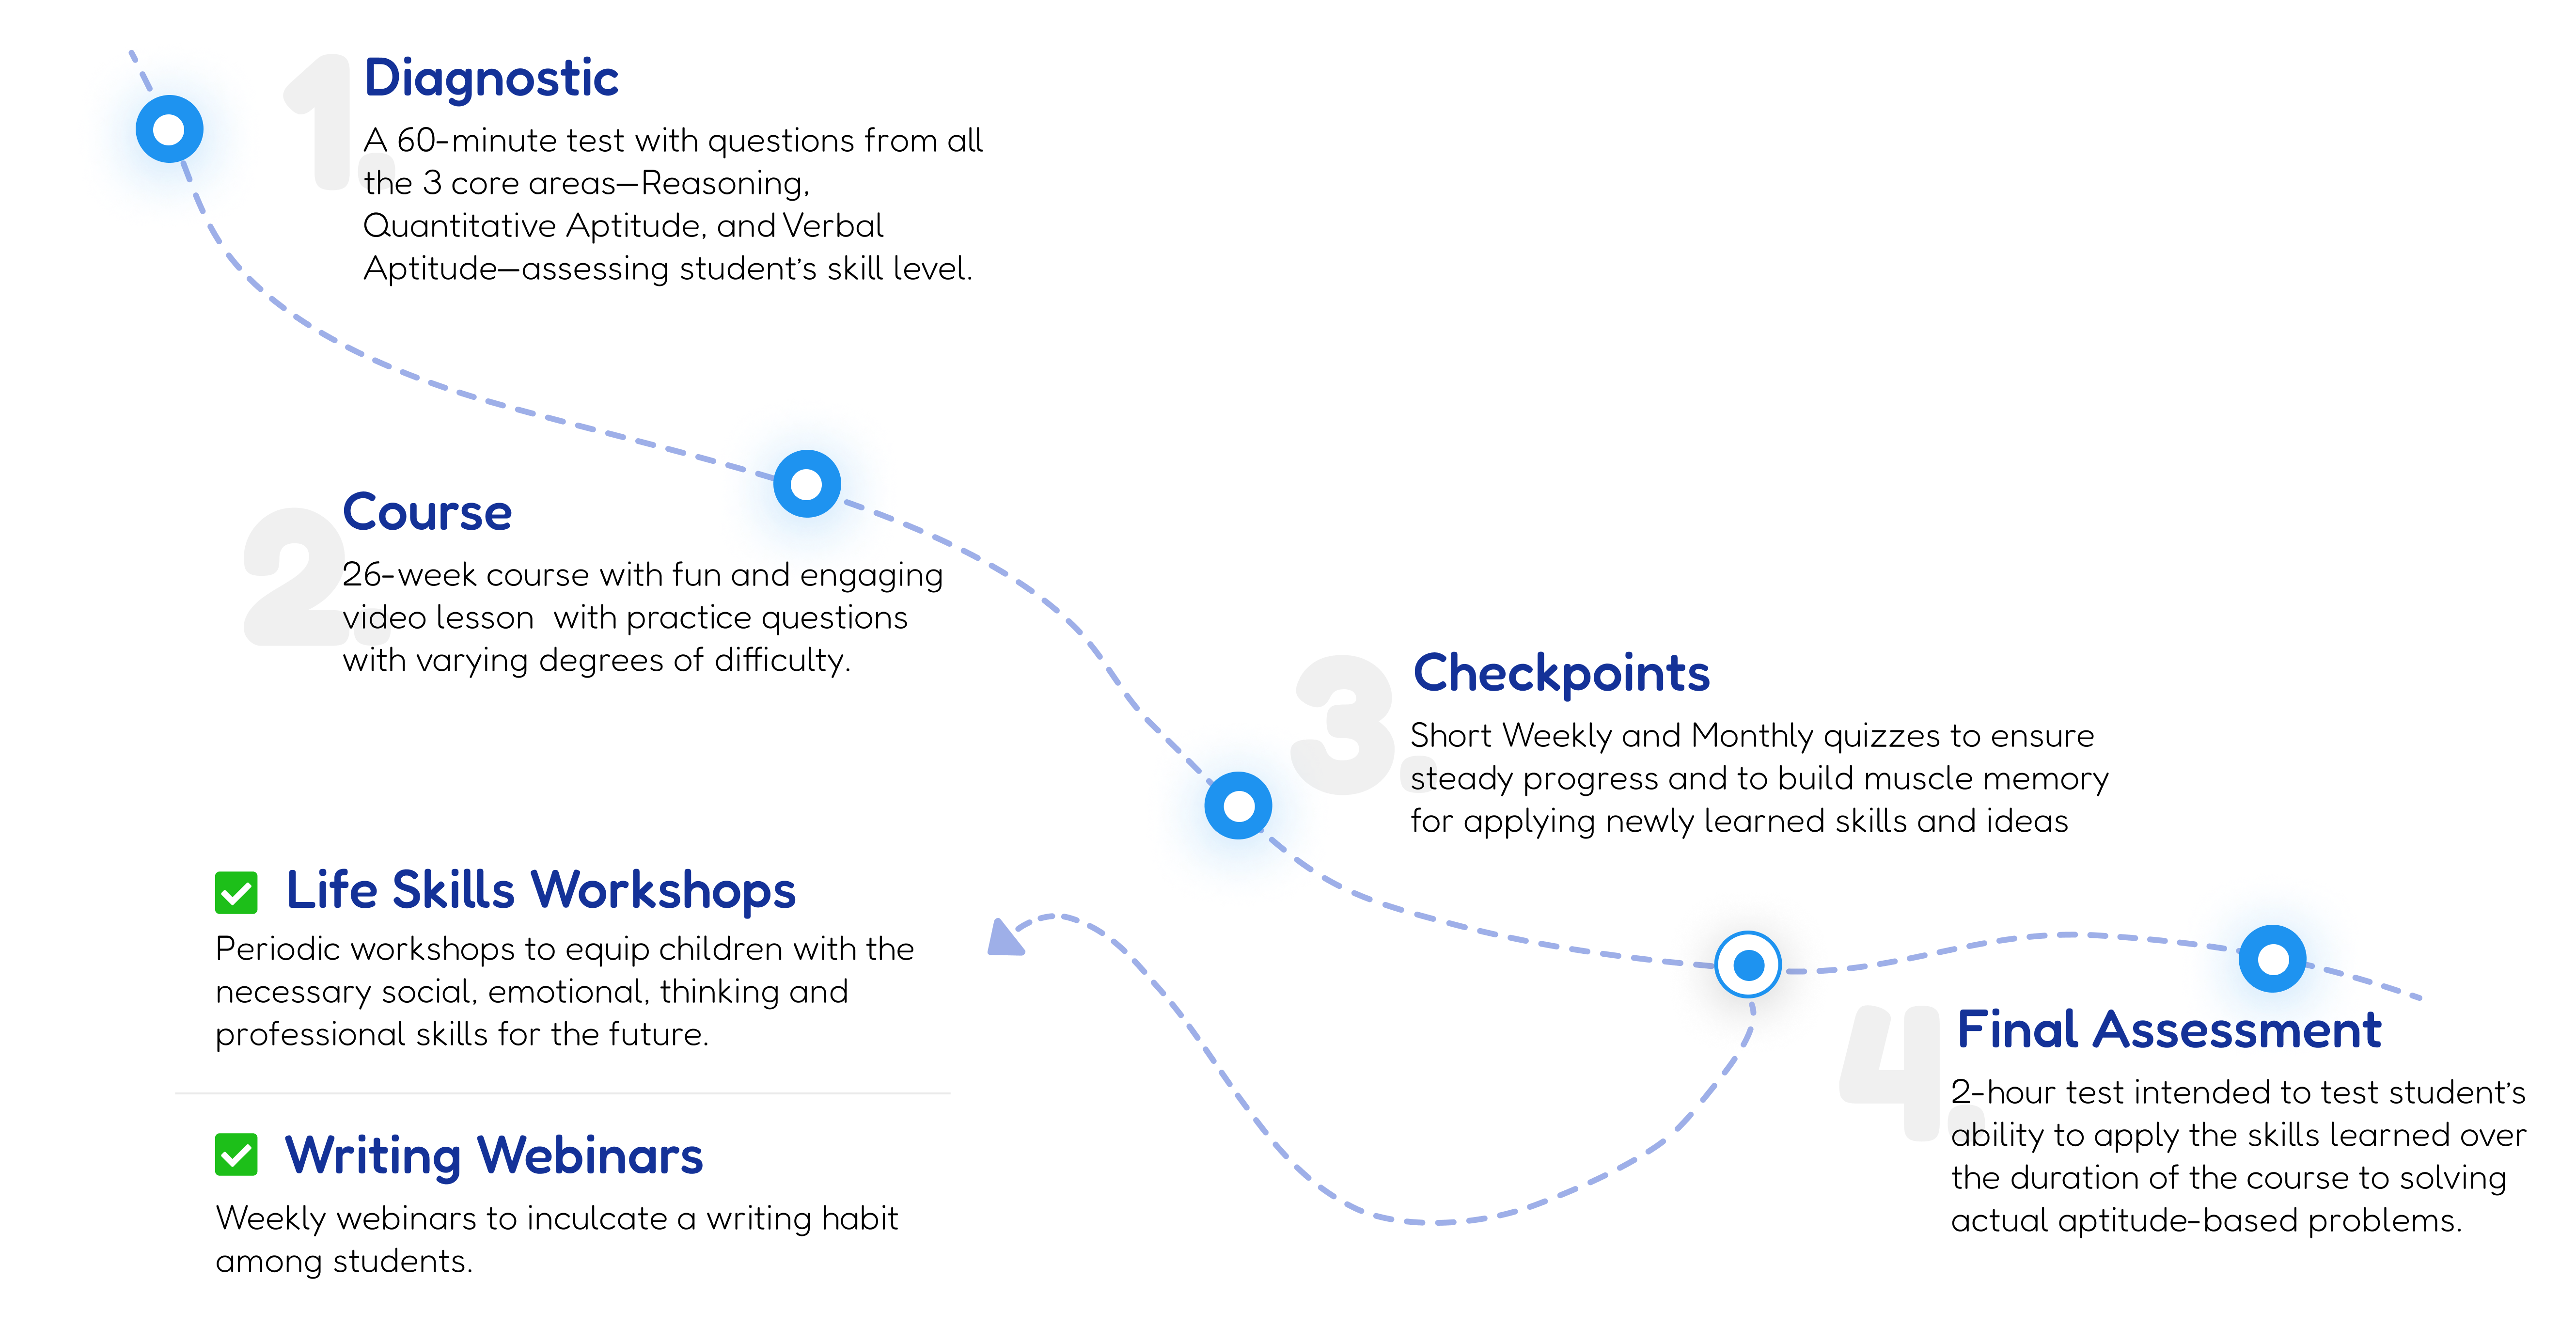 1.
Diagnostic
A 60-minute test with questions from all
the 3 core areas—Reasoning,
Quantitative Aptitude, and Verbal
Aptitude—assessing student’s skill level.
2.
Course
26-week course with fun and engaging
video lesson  with practice questions
with varying degrees of difficulty.
3.
Checkpoints
Short Weekly and Monthly quizzes to ensure
steady progress and to build muscle memory
for applying newly learned skills and ideas
Life Skills Workshops
Periodic workshops to equip children with the
necessary social, emotional, thinking and
professional skills for the future.
Writing Webinars
Weekly webinars to inculcate a writing habit
among students.
4.
Final Assessment
2-hour test intended to test student’s
ability to apply the skills learned over
the duration of the course to solving
actual aptitude-based problems.